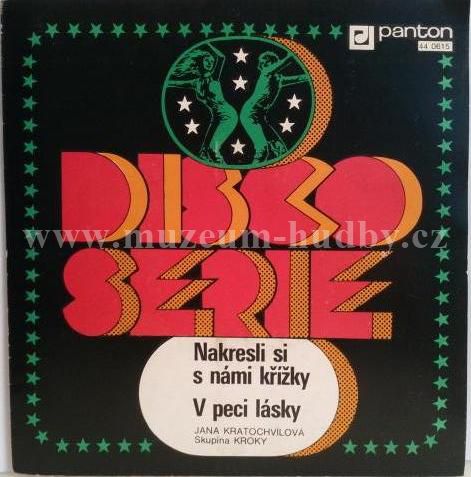 panton
44 0615
DISCO
SERIE
www.muzeum-hudby.cz
Nakresli si
s námi křížky
V peci lásky
JANA KRATOCHVÍLOVÁ
Skupina KROKY